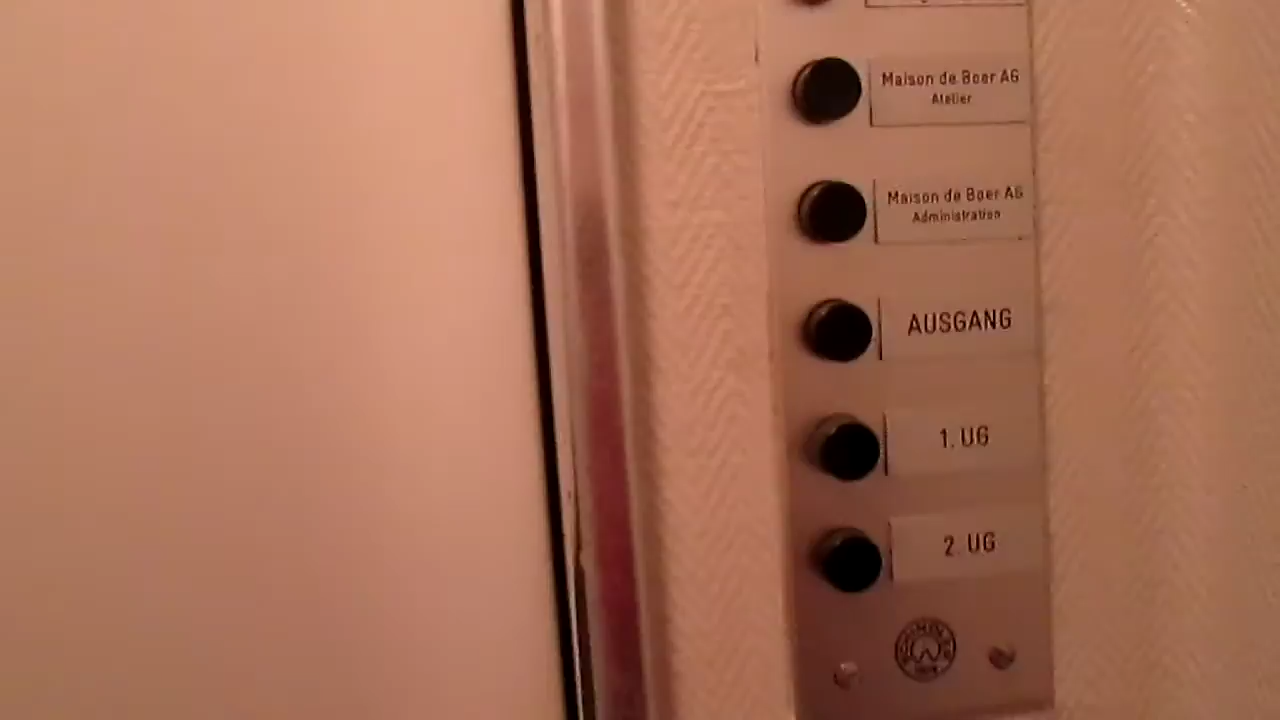 Maison de Boer AG
Atelier
Maison de Boer AG
Administration
AUSGANG
1. UG
2. UG